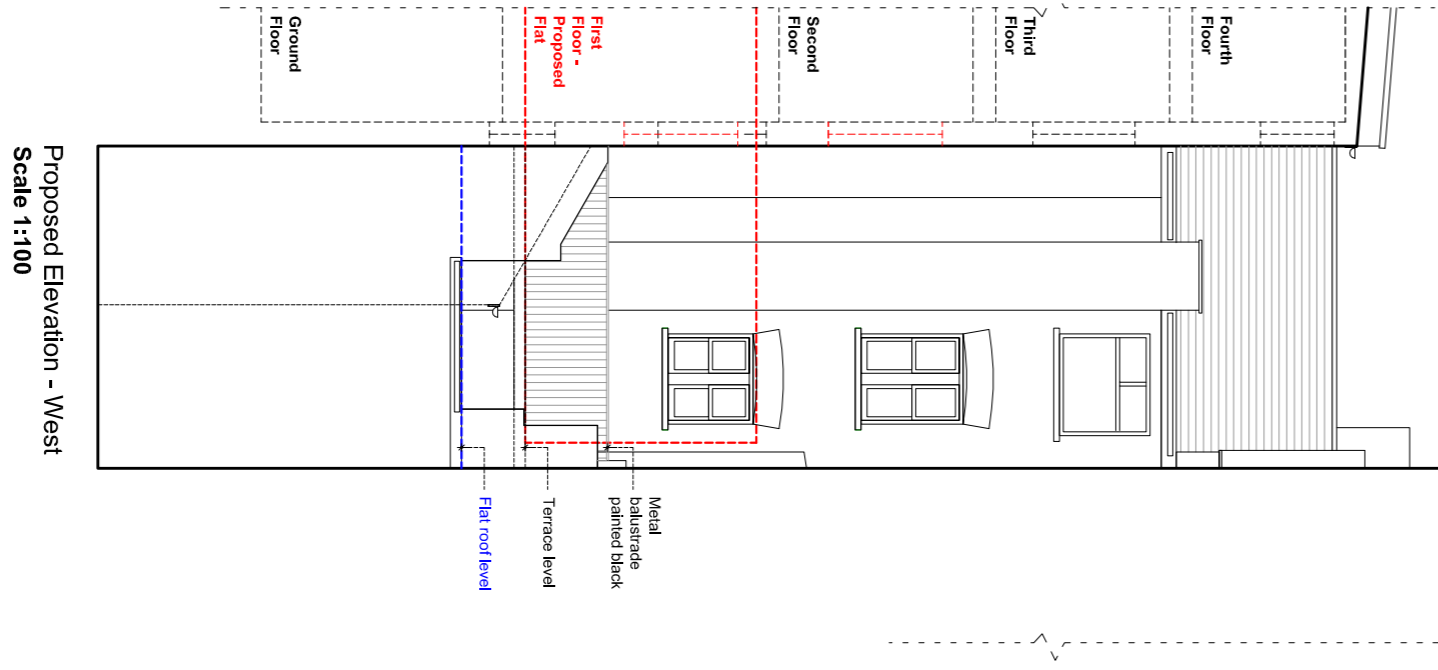 Fourth
Floor
Third
Floor
Second
Floor
First
Floor -
Proposed
Flat
Ground
Floor
Metal
balustrade
painted black
Terrace level
Flat roof level
Proposed Elevation - West
Scale 1:100